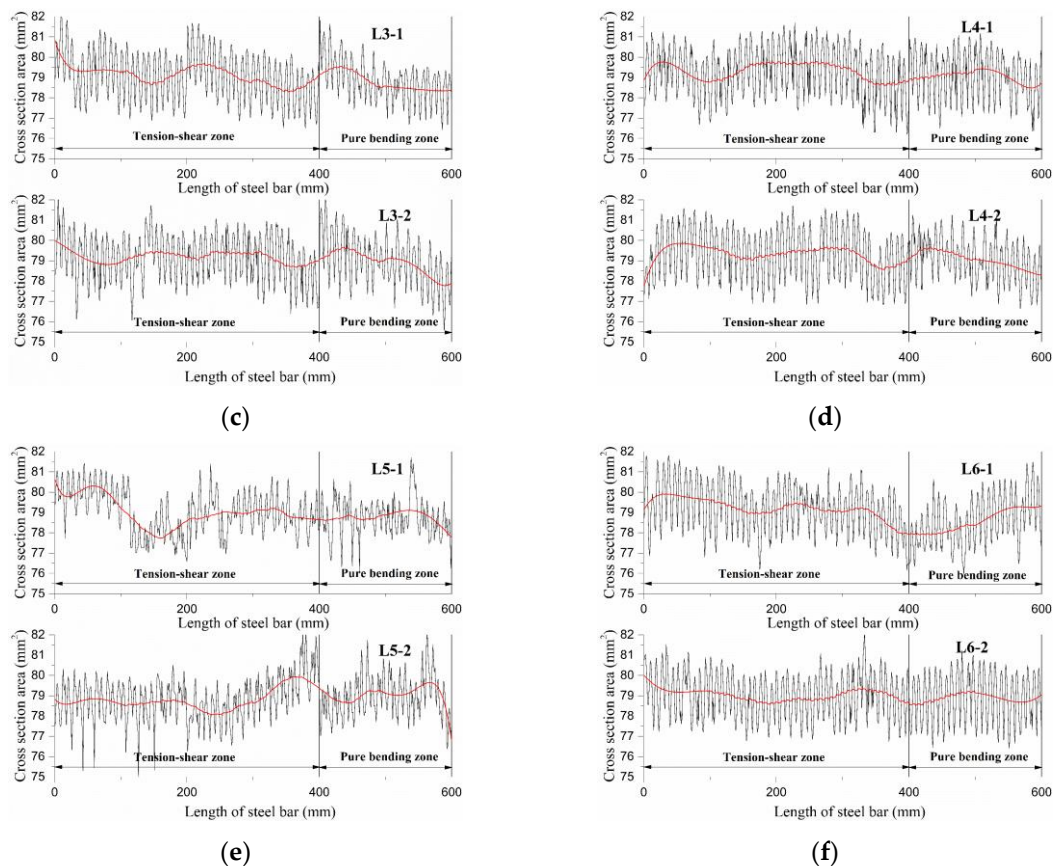 82
81
80
79
78
77
76
75
Cross section area (mm²)
L3-1
Tension-shear zone
Pure bending zone
0
200
400
600
Length of steel bar (mm)
82
81
80
79
78
77
76
75
Cross section area (mm²)
L3-2
Tension-shear zone
Pure bending zone
0
200
400
600
Length of steel bar (mm)
(c)
82
81
80
79
78
77
76
75
Cross section area (mm²)
L4-1
Tension-shear zone
Pure bending zone
0
200
400
600
Length of steel bar (mm)
82
81
80
79
78
77
76
75
Cross section area (mm²)
L4-2
Tension-shear zone
Pure bending zone
0
200
400
600
Length of steel bar (mm)
(d)
82
81
80
79
78
77
76
75
Cross section area (mm²)
L5-1
Tension-shear zone
Pure bending zone
0
200
400
600
Length of steel bar (mm)
82
81
80
79
78
77
76
75
Cross section area (mm²)
L5-2
Tension-shear zone
Pure bending zone
0
200
400
600
Length of steel bar (mm)
(e)
82
81
80
79
78
77
76
75
Cross section area (mm²)
L6-1
Tension-shear zone
Pure bending zone
0
200
400
600
Length of steel bar (mm)
82
81
80
79
78
77
76
75
Cross section area (mm²)
L6-2
Tension-shear zone
Pure bending zone
0
200
400
600
Length of steel bar (mm)
(f)